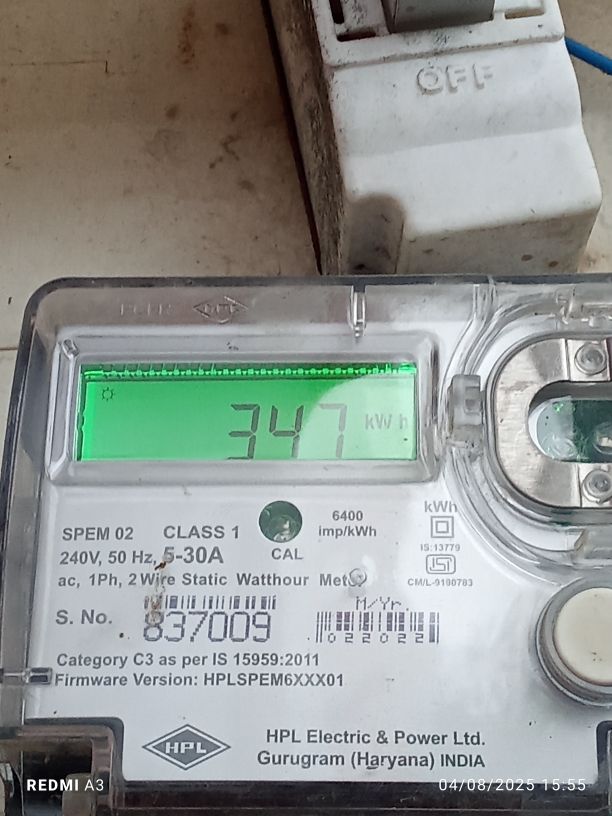 OFF
HPL
347 kWh
SPEM 02 CLASS 1
6400
imp/kWh
kWh
240V, 50 Hz, 5-30A
CAL
IS:13779
ac, 1Ph, 2 Wire Static Watthour Meter
CM/L-9190783
M/Yr.
S. No. 837009
022022
Category C3 as per IS 15959:2011
Firmware Version: HPLSPEM6XXX01
HPL
HPL Electric & Power Ltd.
Gurugram (Haryana) INDIA
REDMI A3
04/08/2025 15:55